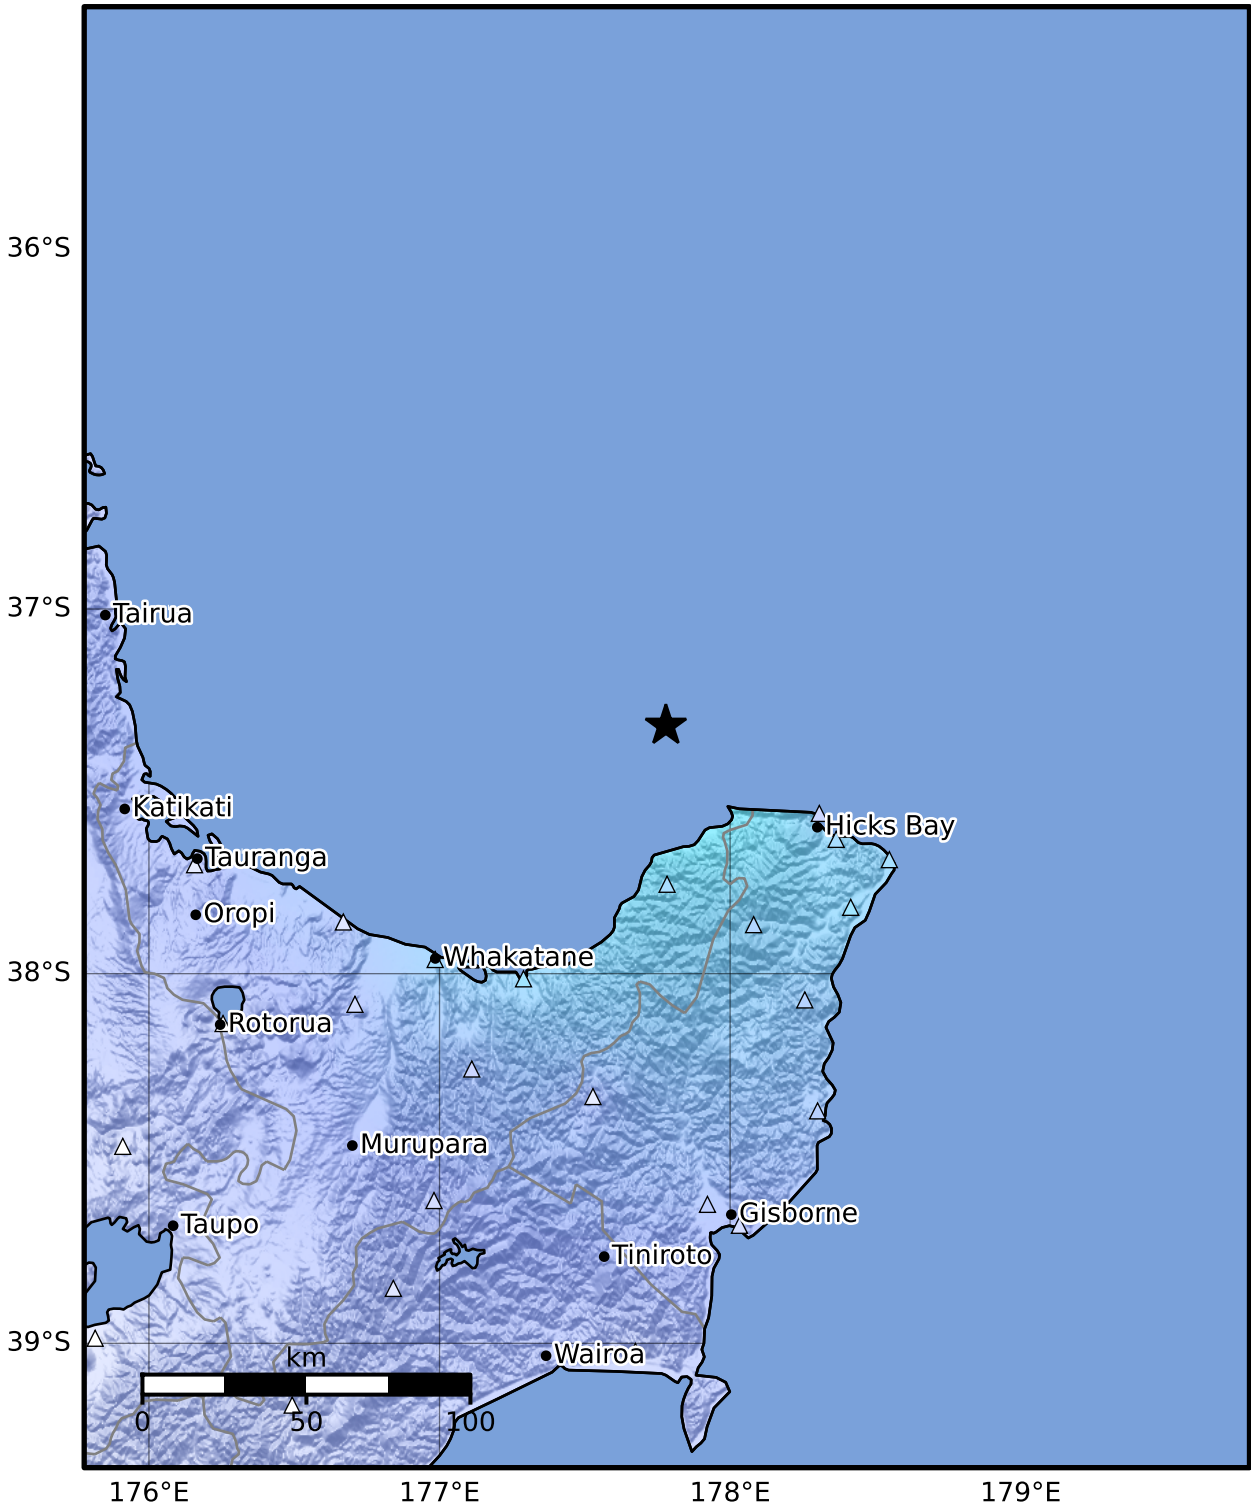 36°S
37°S
Tairua
Katikati
Hicks Bay
Tauranga
Oropi
Whakatane
38°S
Rotorua
Murupara
Gisborne
Taupo
Tiniroto
39°S
Wairoa
km
0 50 100
176°E 177°E 178°E 179°E